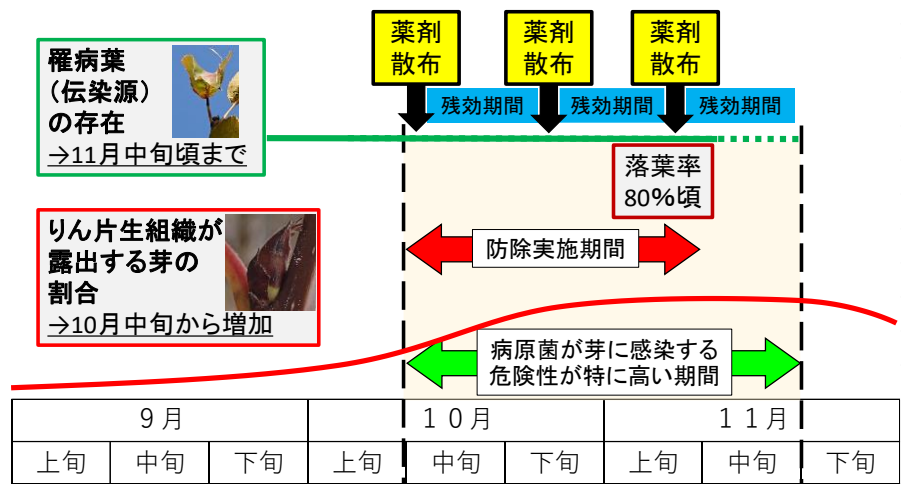 薬剤
散布
薬剤
散布
薬剤
散布
残効期間
残効期間
残効期間
罹病葉
（伝染源）
の存在
→11月中旬頃まで
落葉率
80%頃
りん片生組織が
露出する芽の
割合
→10月中旬から増加
防除実施期間
病原菌が芽に感染する
危険性が特に高い期間
９月
１０月
１１月
上旬
中旬
下旬
上旬
中旬
下旬
上旬
中旬
下旬